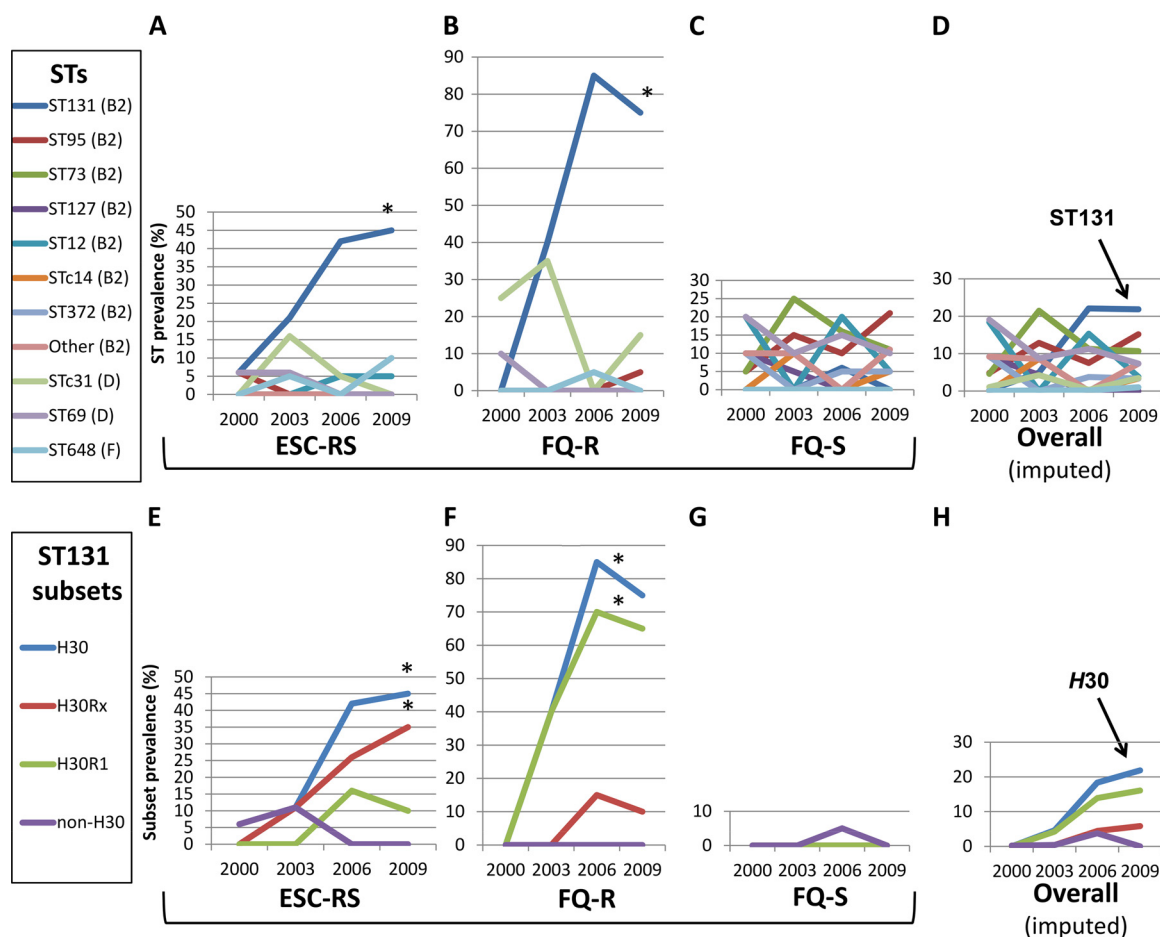 A
B
C
D
STs
ST131 (B2)
ST95 (B2)
ST73 (B2)
ST127 (B2)
ST12 (B2)
STc14 (B2)
ST372 (B2)
Other (B2)
STc31 (D)
ST69 (D)
ST648 (F)
ST prevalence (%)
50
45
40
35
30
25
20
15
10
5
0
*
2000 2003 2006 2009
ESC-RS
90
80
70
60
50
40
30
20
10
0
*
2000 2003 2006 2009
FQ-R
30
25
20
15
10
5
0
2000 2003 2006 2009
FQ-S
ST131
30
25
20
15
10
5
0
2000 2003 2006 2009
Overall
(imputed)
E
F
G
H
ST131
subsets
H30
H30Rx
H30R1
non-H30
Subset prevalence (%)
50
45
40
35
30
25
20
15
10
5
0
*
*
2000 2003 2006 2009
ESC-RS
90
80
70
60
50
40
30
20
10
0
*
*
2000 2003 2006 2009
FQ-R
10
0
2000 2003 2006 2009
FQ-S
H30
30
20
10
0
2000 2003 2006 2009
Overall
(imputed)